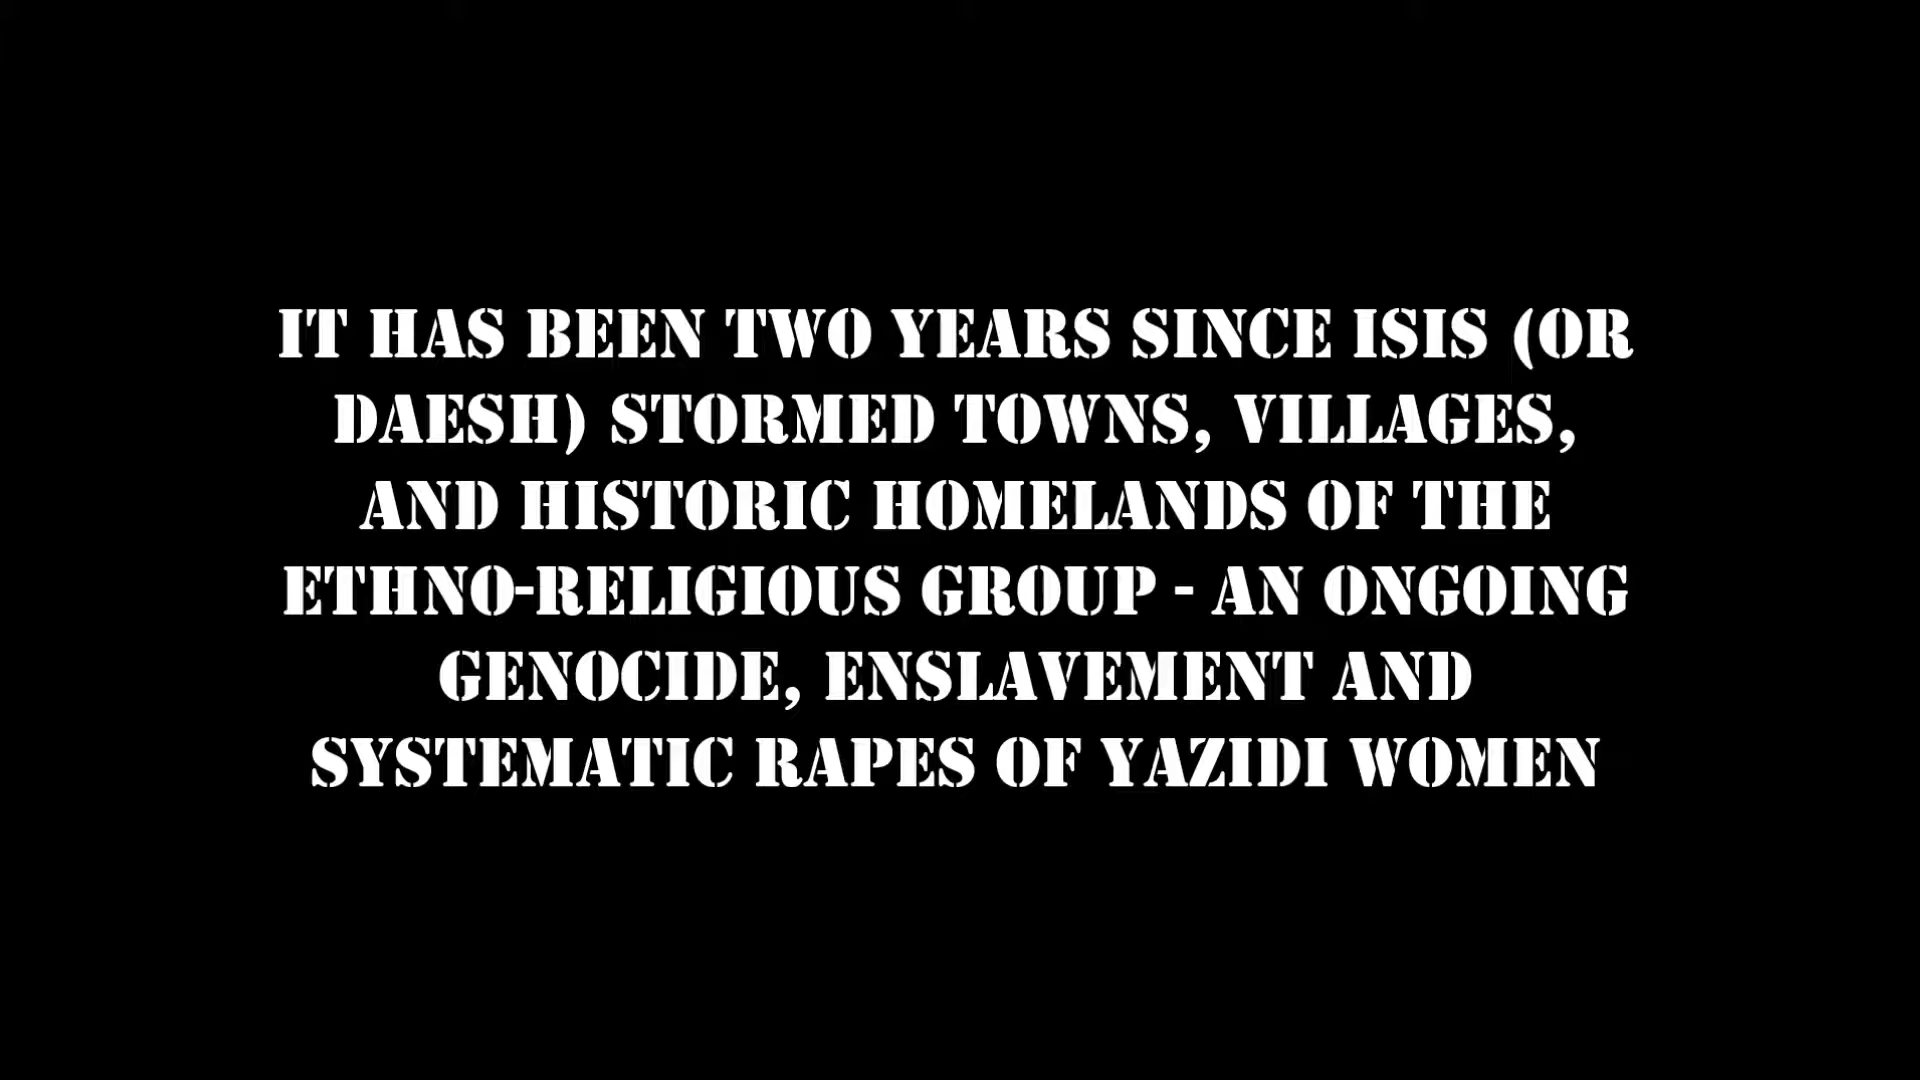 IT HAS BEEN TWO YEARS SINCE ISIS (OR
DAESH) STORMED TOWNS, VILLAGES,
AND HISTORIC HOMELANDS OF THE
ETHNO-RELIGIOUS GROUP - AN ONGOING
GENOCIDE, ENSLAVEMENT AND
SYSTEMATIC RAPES OF YAZIDI WOMEN